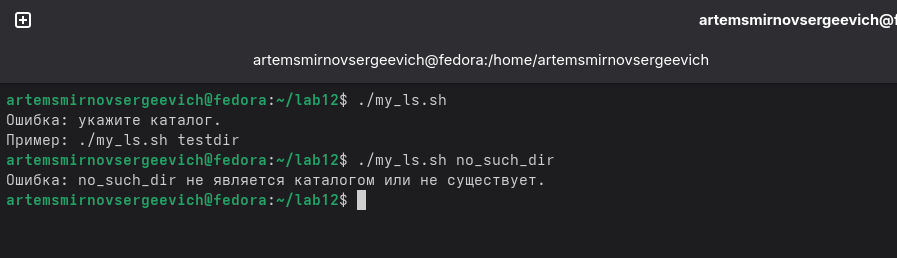 artemsmirnovsergeevich@
artemsmirnovsergeevich@fedora:/home/artemsmirnovsergeevich
artemsmirnovsergeevich@fedora:~/lab12$ ./my_ls.sh
Ошибка: укажите каталог.
Пример: ./my_ls.sh testdir
artemsmirnovsergeevich@fedora:~/lab12$ ./my_ls.sh no_such_dir
Ошибка: no_such_dir не является каталогом или не существует.
artemsmirnovsergeevich@fedora:~/lab12$